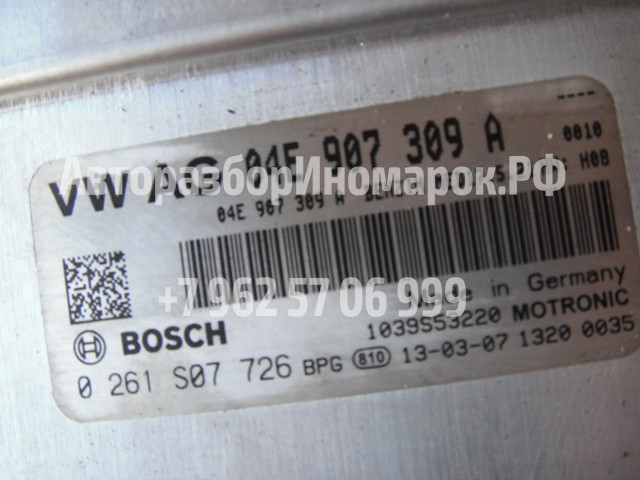 ----
VW AG 04E 907 309 A 0010
АвторазборИномарок.РФ
04E 907 309 A H08
+7 962 57 06 999
Made in Germany
BOSCH 1039S53220 MOTRONIC
0 261 S07 726 BPG 810 13-03-07 1320 0035